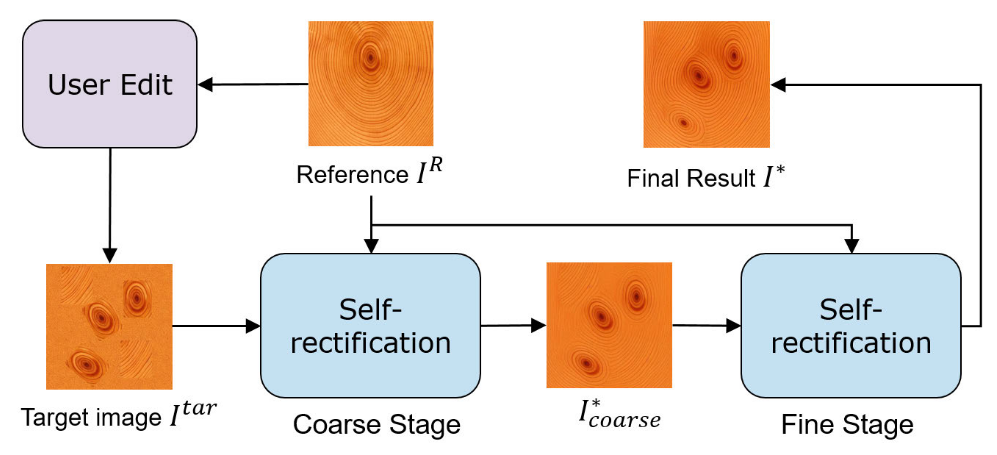 User Edit
Reference I^R
Final Result I^*
Self-
rectification
Self-
rectification
Target image I^{tar}
Coarse Stage
I^*_{coarse}
Fine Stage